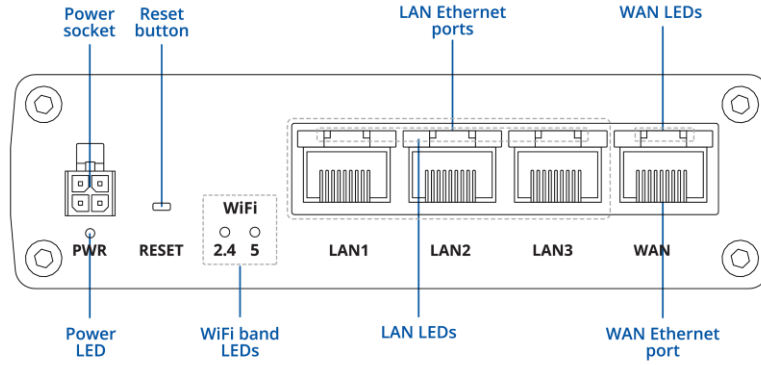 Power
socket
Reset
button
LAN Ethernet
ports
WAN LEDs
WiFi
2.4 5
PWR
RESET
LAN1
LAN2
LAN3
WAN
Power
LED
WiFi band
LEDs
LAN LEDs
WAN Ethernet
port